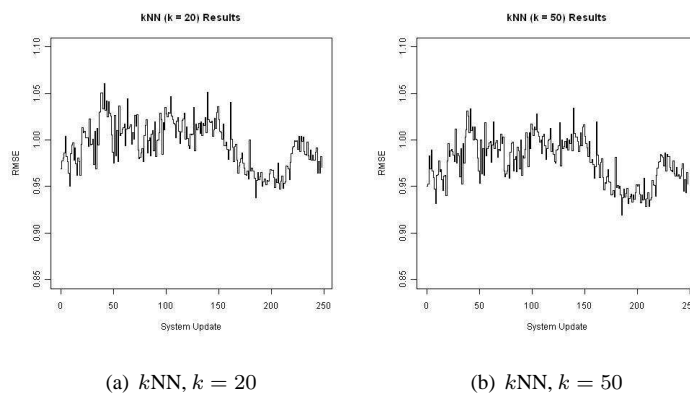 kNN (k = 20) Results
RMSE
1.10
1.05
1.00
0.95
0.90
0.85
0 50 100 150 200 250
System Update
(a) kNN, k = 20
kNN (k = 50) Results
RMSE
1.10
1.05
1.00
0.95
0.90
0.85
0 50 100 150 200 250
System Update
(b) kNN, k = 50